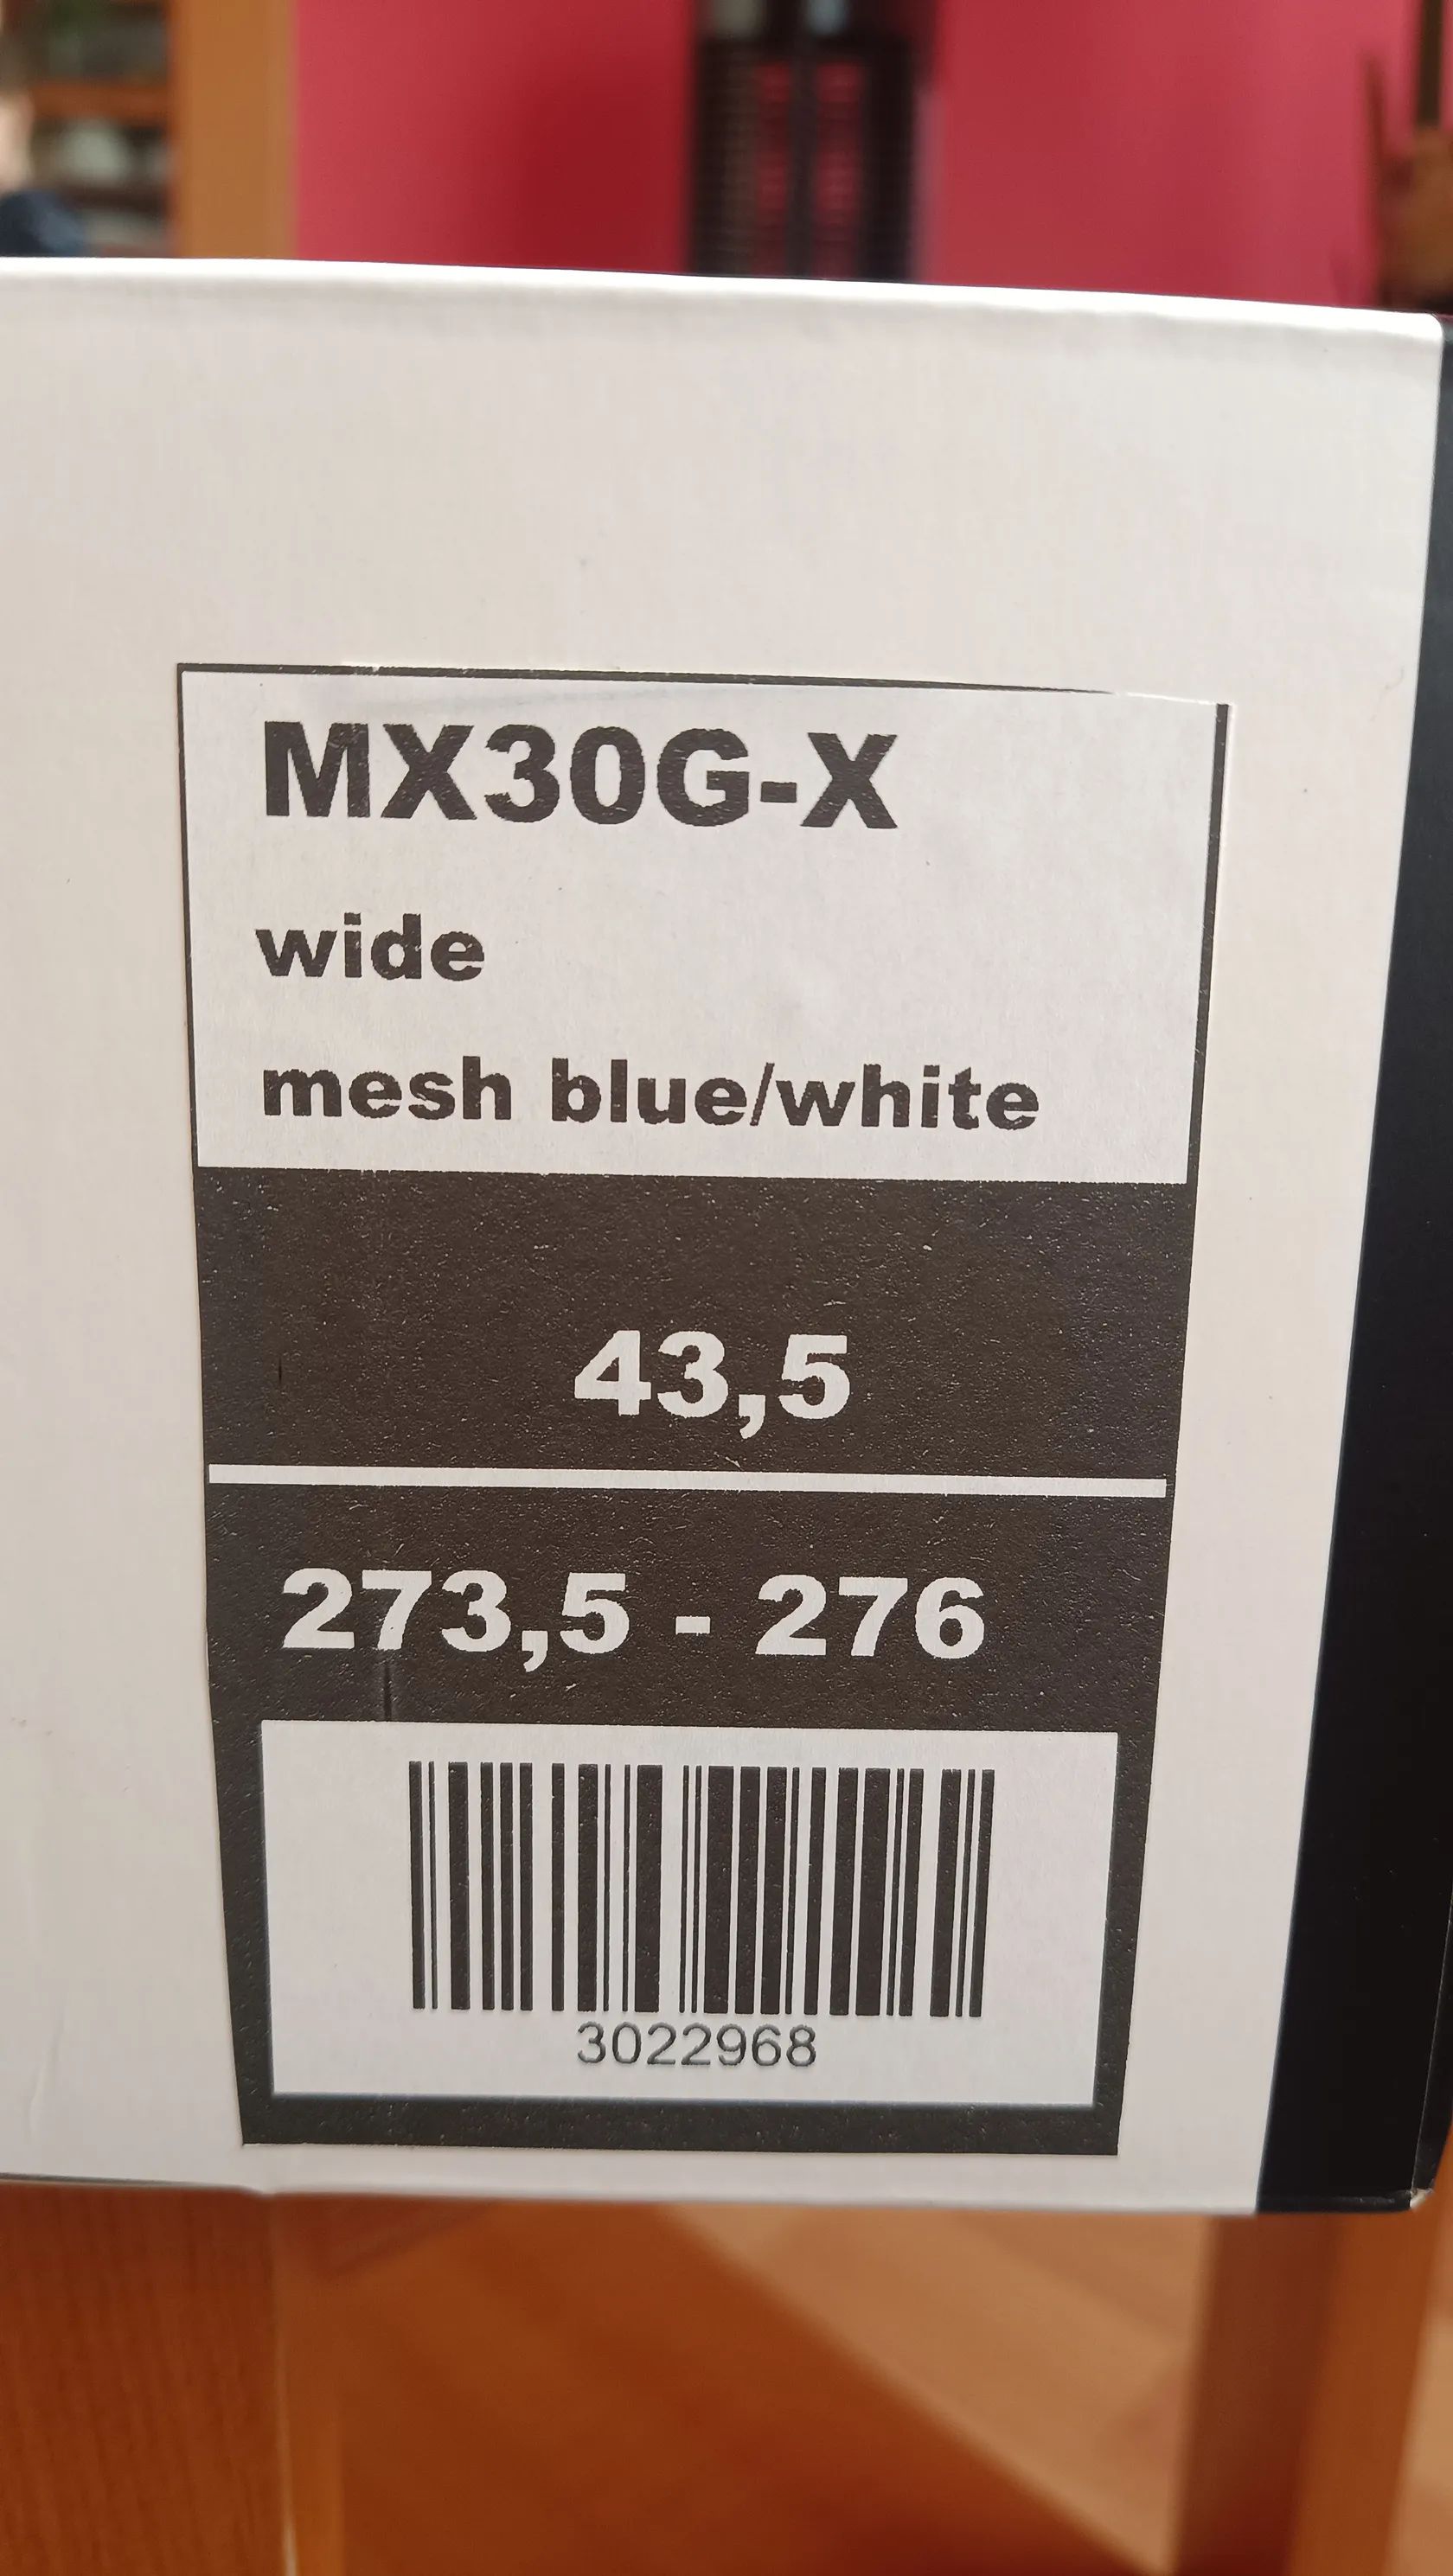 MX30G-X
wide
mesh blue/white
43,5
273,5 - 276
3022968